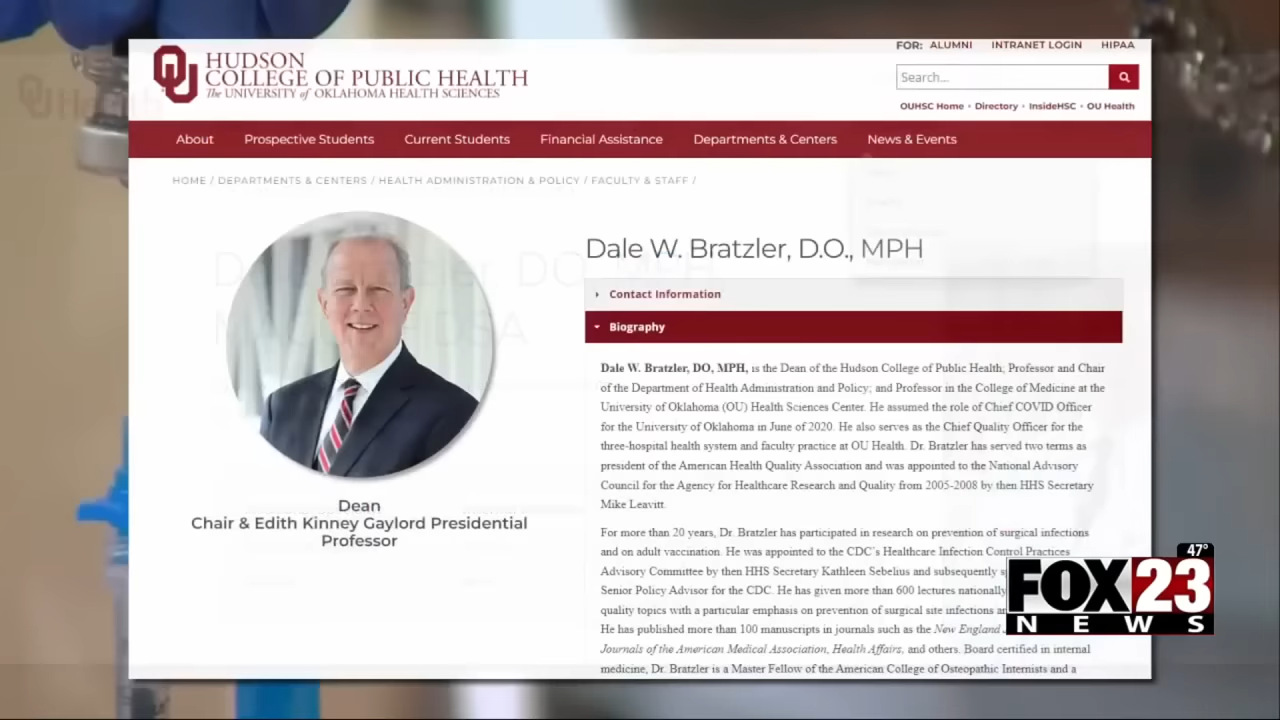 FOR: ALUMNI INTRANET LOGIN HIPAA
HUDSON
COLLEGE OF PUBLIC HEALTH
The UNIVERSITY of OKLAHOMA HEALTH SCIENCES
Search...
OUHSC Home • Directory • InsideHSC • OU Health
About Prospective Students Current Students Financial Assistance Departments & Centers News & Events
HOME / DEPARTMENTS & CENTERS / HEALTH ADMINISTRATION & POLICY / FACULTY & STAFF /
Dale W. Bratzler, D.O., MPH
Contact Information
Biography
Dale W. Bratzler, DO, MPH, is the Dean of the Hudson College of Public Health; Professor and Chair
of the Department of Health Administration and Policy; and Professor in the College of Medicine at the
University of Oklahoma (OU) Health Sciences Center. He assumed the role of Chief COVID Officer
for the University of Oklahoma in June of 2020. He also serves as the Chief Quality Officer for the
three-hospital health system and faculty practice at OU Health. Dr. Bratzler has served two terms as
president of the American Health Quality Association and was appointed to the National Advisory
Council for the Agency for Healthcare Research and Quality from 2005-2008 by then HHS Secretary
Mike Leavitt.
Dean
Chair & Edith Kinney Gaylord Presidential
Professor
For more than 20 years, Dr. Bratzler has participated in research on prevention of surgical infections
and on adult vaccination. He was appointed to the CDC's Healthcare Infection Control Practices
Advisory Committee by then HHS Secretary Kathleen Sebelius and subsequently
Senior Policy Advisor for the CDC. He has given more than 600 lectures nationally
quality topics with a particular emphasis on prevention of surgical site infections
He has published more than 100 manuscripts in journals such as the New England
Journals of the American Medical Association, Health Affairs, and others. Board certified in internal
medicine, Dr. Bratzler is a Master Fellow of the American College of Osteopathic Internists and a
47°
FOX 23
NEWS